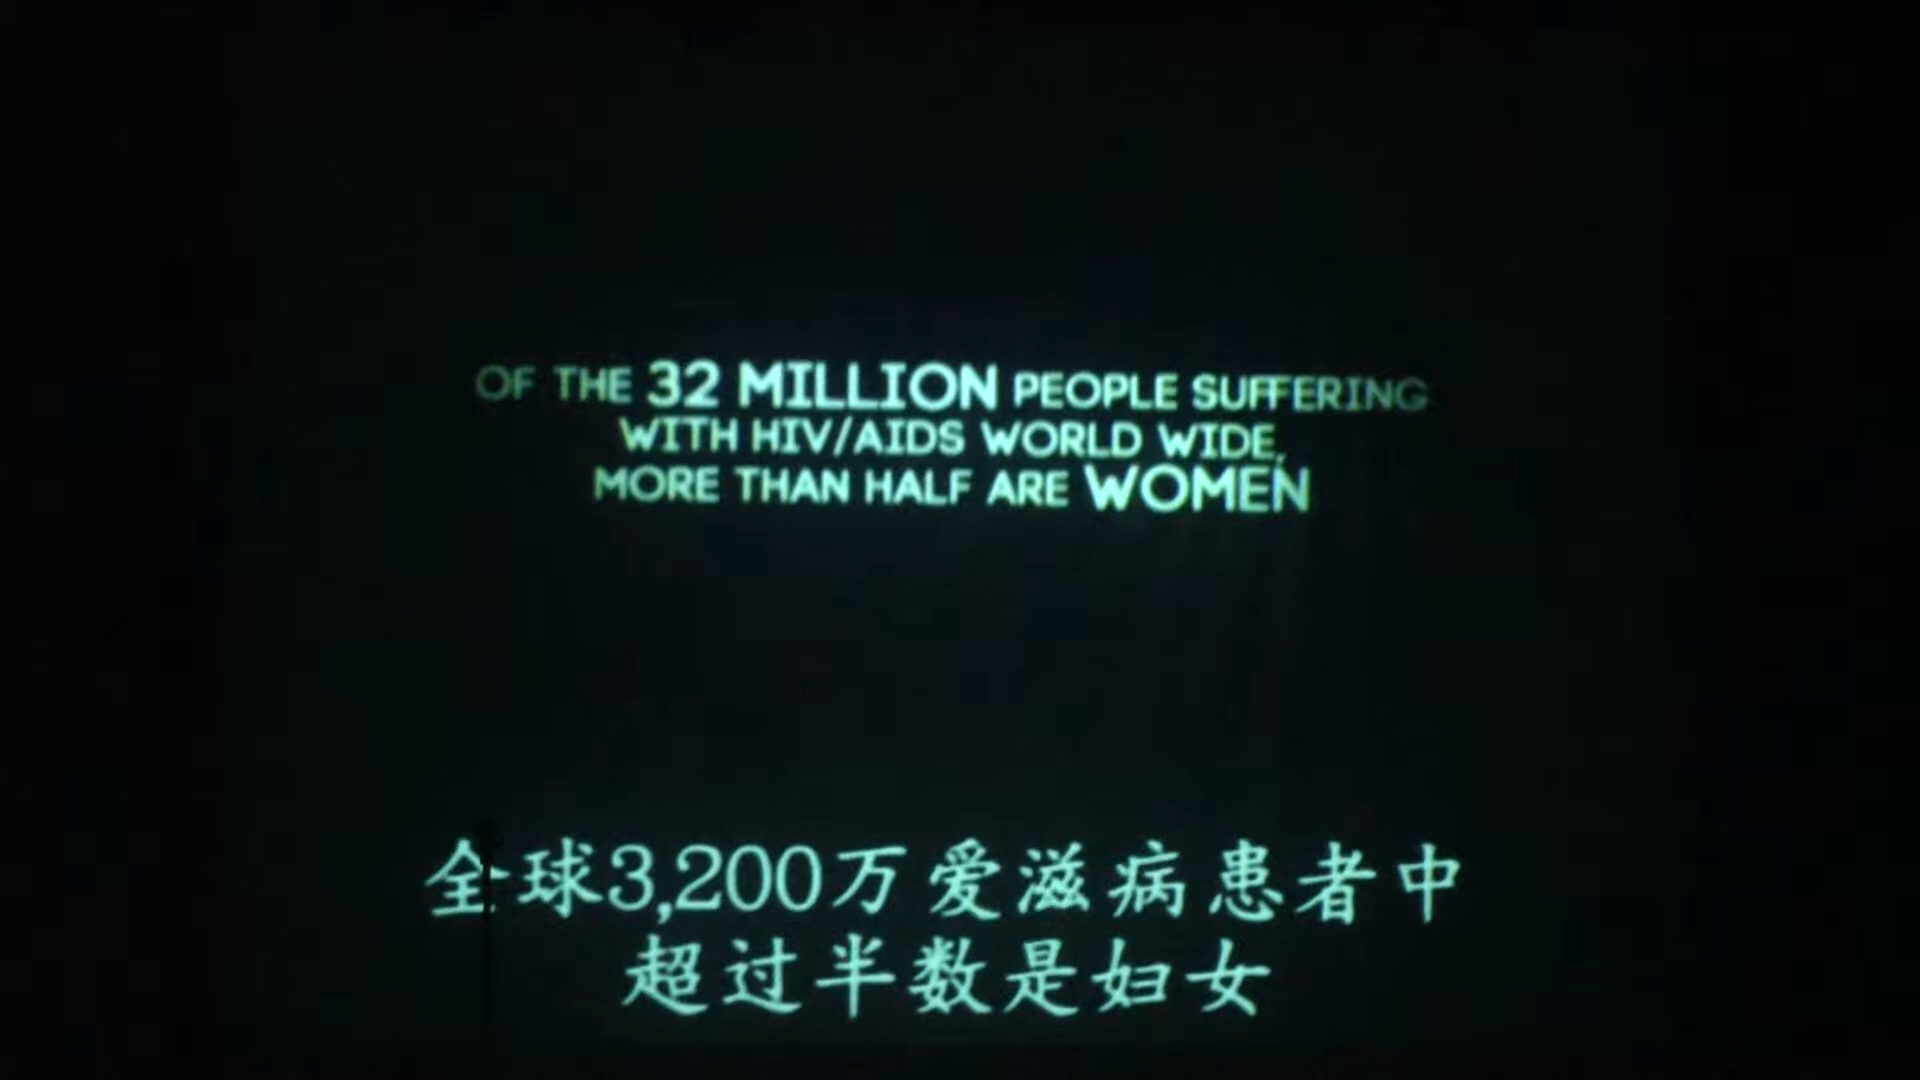 OF THE 32 MILLION PEOPLE SUFFERING
WITH HIV/AIDS WORLD WIDE,
MORE THAN HALF ARE WOMEN
全球3,200万爱滋病患者中
超过半数是妇女